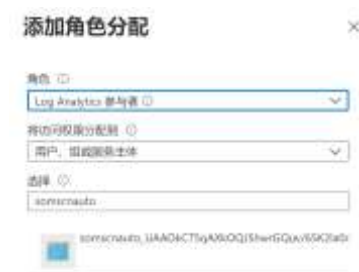 添加角色分配
角色
Log Analytics 参与者
将访问权限分配到
用户、组或服务主体
选择
somscnauto